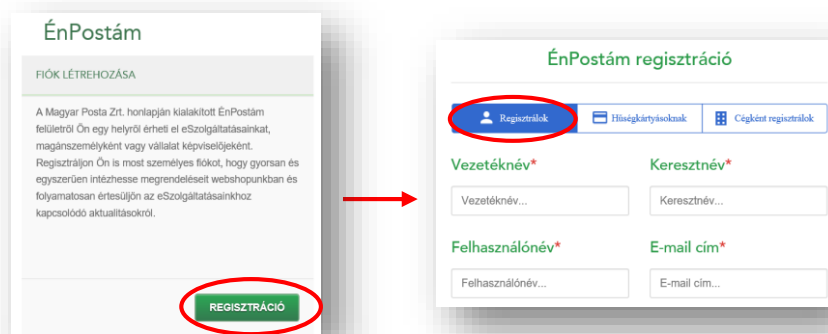 ÉnPostám
FIÓK LÉTREHOZÁSA
A Magyar Posta Zrt. honlapján kialakított ÉnPostám
felületről Ön egy helyről érheti el eSzolgáltatásainkat,
magánszemélyként vagy vállalat képviselőjeként.
Regisztráljon Ön is most személyes fiókot, hogy gyorsan és
egyszerűen intézhesse megrendeléseit webshopunkban és
folyamatosan értesüljön az eSzolgáltatásainkhoz
kapcsolódó aktualitásokról.
REGISZTRÁCIÓ
ÉnPostám regisztráció
Regisztrálok
Hűségkártyásoknak
Cégként regisztrálok
Vezetéknév*
Keresztnév*
Vezetéknév...
Keresztnév...
Felhasználónév*
E-mail cím*
Felhasználónév...
E-mail cím...